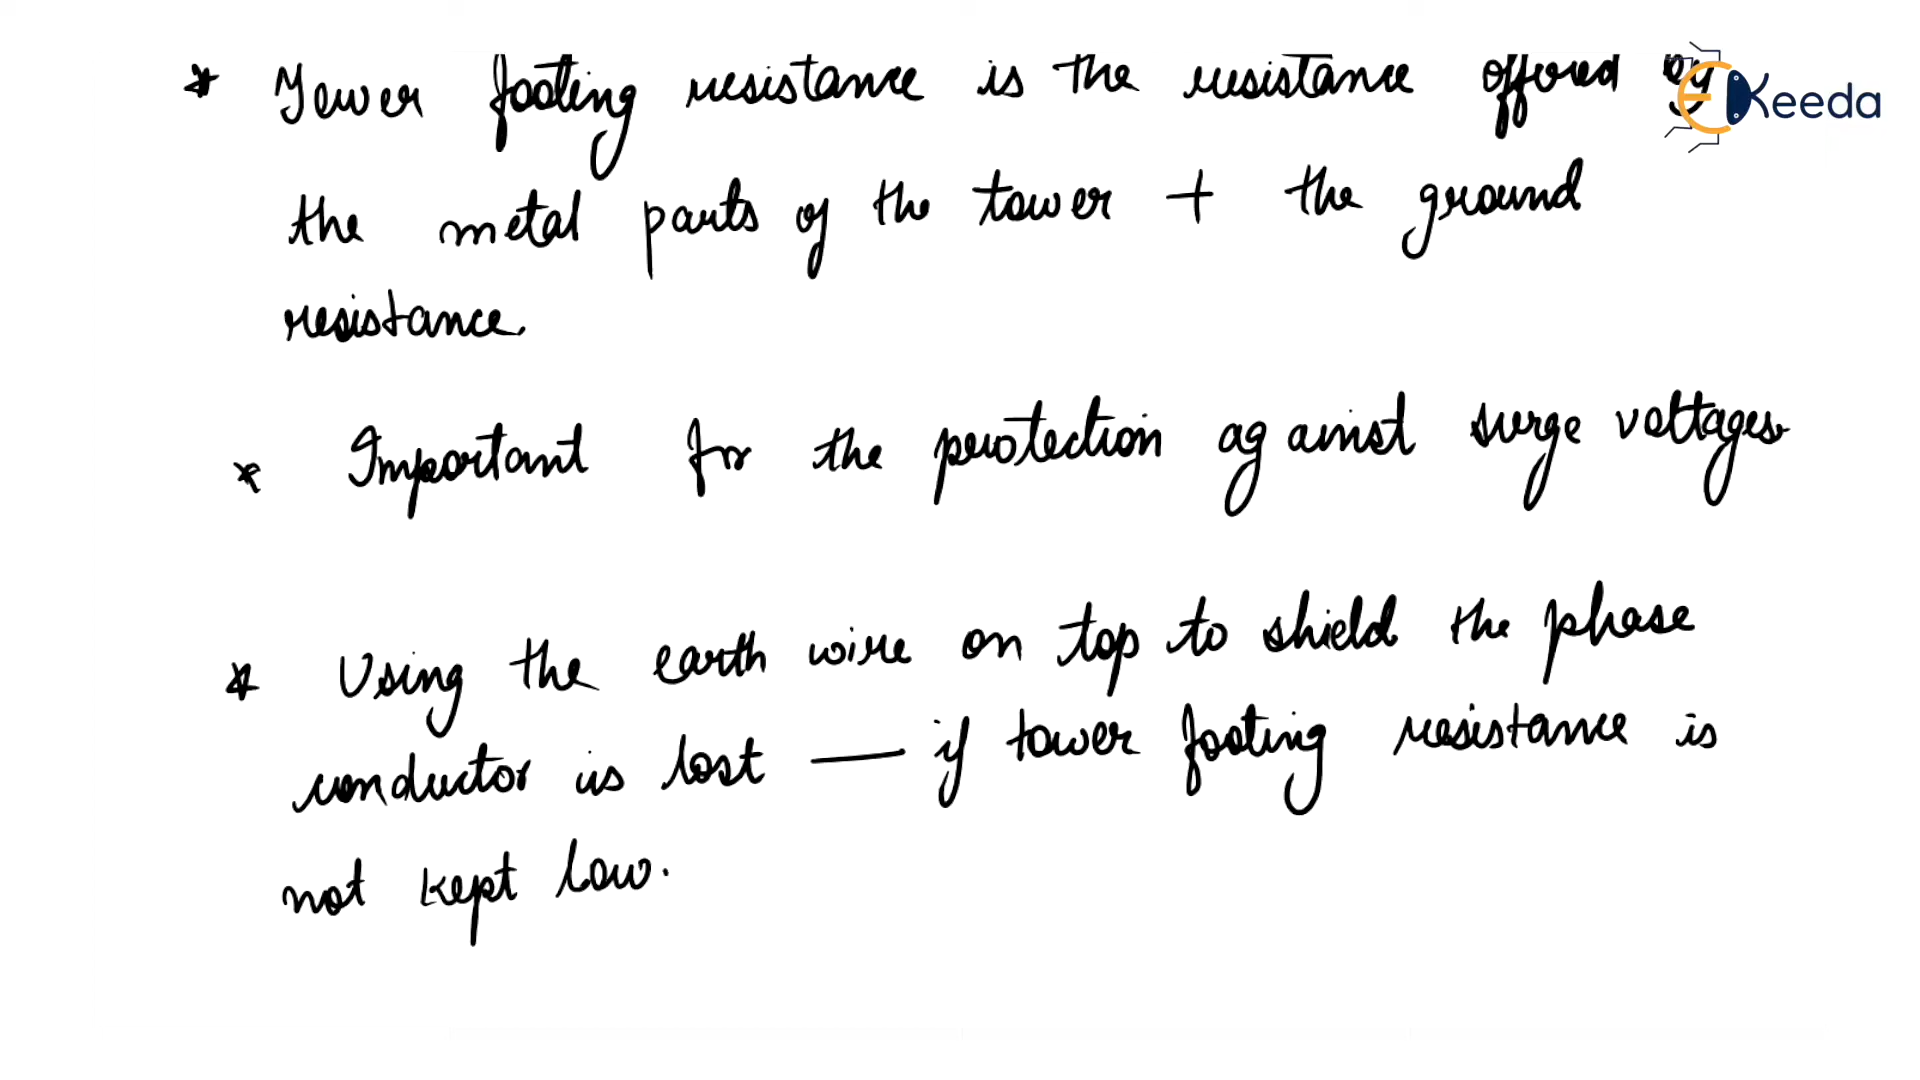 * Tower footing resistance is the resistance offered by
EKeeda
the metal parts of the tower + the ground
resistance.
* Important for the protection against surge voltages
* Using the earth wire on top to shield the phase
conductor is lost — if tower footing resistance is
not kept low.